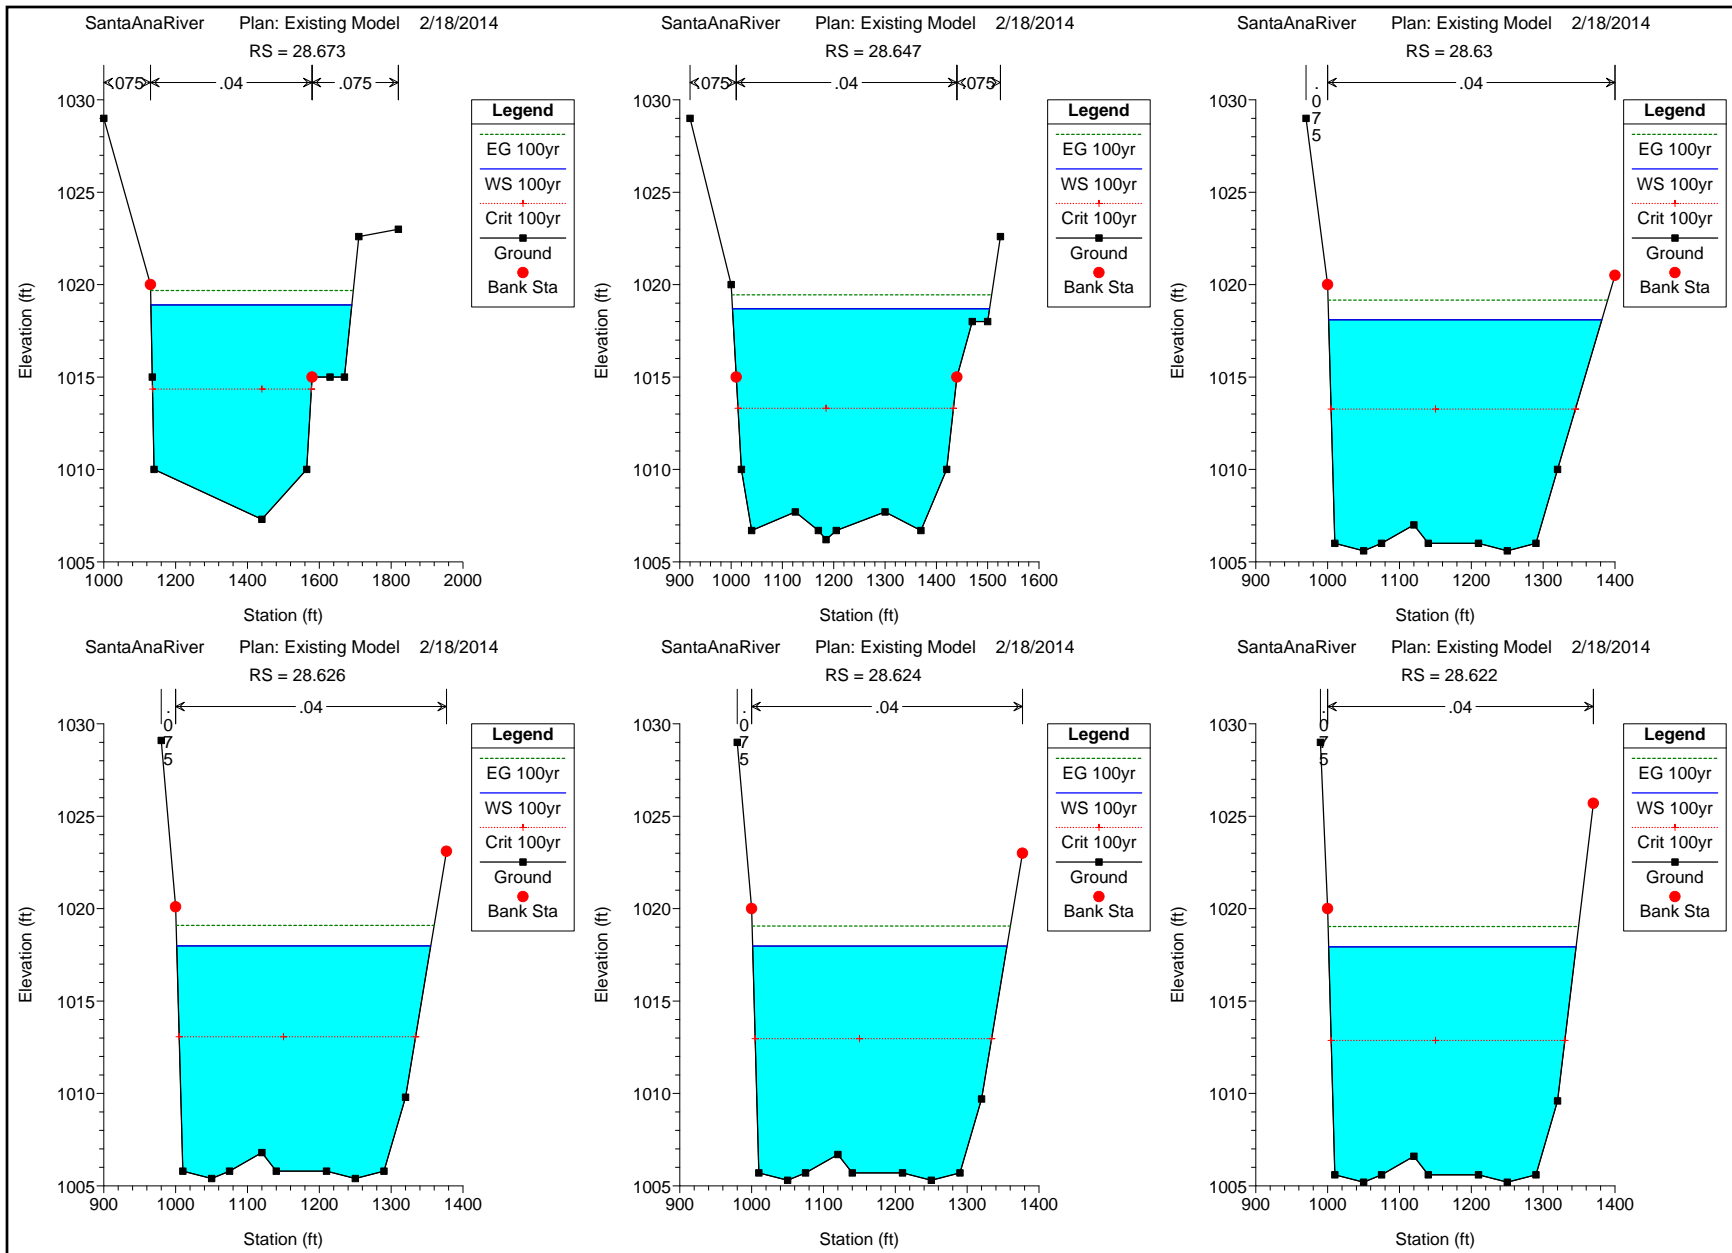 SantaAnaRiver Plan: Existing Model 2/18/2014
RS = 28.673
.075 .04 .075
1030
1025
1020
1015
1010
1005
Elevation (ft)
1000 1200 1400 1600 1800 2000
Station (ft)
Legend
EG 100yr
WS 100yr
Crit 100yr
Ground
Bank Sta
SantaAnaRiver Plan: Existing Model 2/18/2014
RS = 28.647
.075 .04 .075
1030
1025
1020
1015
1010
1005
Elevation (ft)
900 1000 1100 1200 1300 1400 1500 1600
Station (ft)
Legend
EG 100yr
WS 100yr
Crit 100yr
Ground
Bank Sta
SantaAnaRiver Plan: Existing Model 2/18/2014
RS = 28.63
.075 .04
1030
1025
1020
1015
1010
1005
Elevation (ft)
900 1000 1100 1200 1300 1400
Station (ft)
Legend
EG 100yr
WS 100yr
Crit 100yr
Ground
Bank Sta
SantaAnaRiver Plan: Existing Model 2/18/2014
RS = 28.626
.075 .04
1030
1025
1020
1015
1010
1005
Elevation (ft)
900 1000 1100 1200 1300 1400
Station (ft)
Legend
EG 100yr
WS 100yr
Crit 100yr
Ground
Bank Sta
SantaAnaRiver Plan: Existing Model 2/18/2014
RS = 28.624
.075 .04
1030
1025
1020
1015
1010
1005
Elevation (ft)
900 1000 1100 1200 1300 1400
Station (ft)
Legend
EG 100yr
WS 100yr
Crit 100yr
Ground
Bank Sta
SantaAnaRiver Plan: Existing Model 2/18/2014
RS = 28.622
.075 .04
1030
1025
1020
1015
1010
1005
Elevation (ft)
900 1000 1100 1200 1300 1400
Station (ft)
Legend
EG 100yr
WS 100yr
Crit 100yr
Ground
Bank Sta